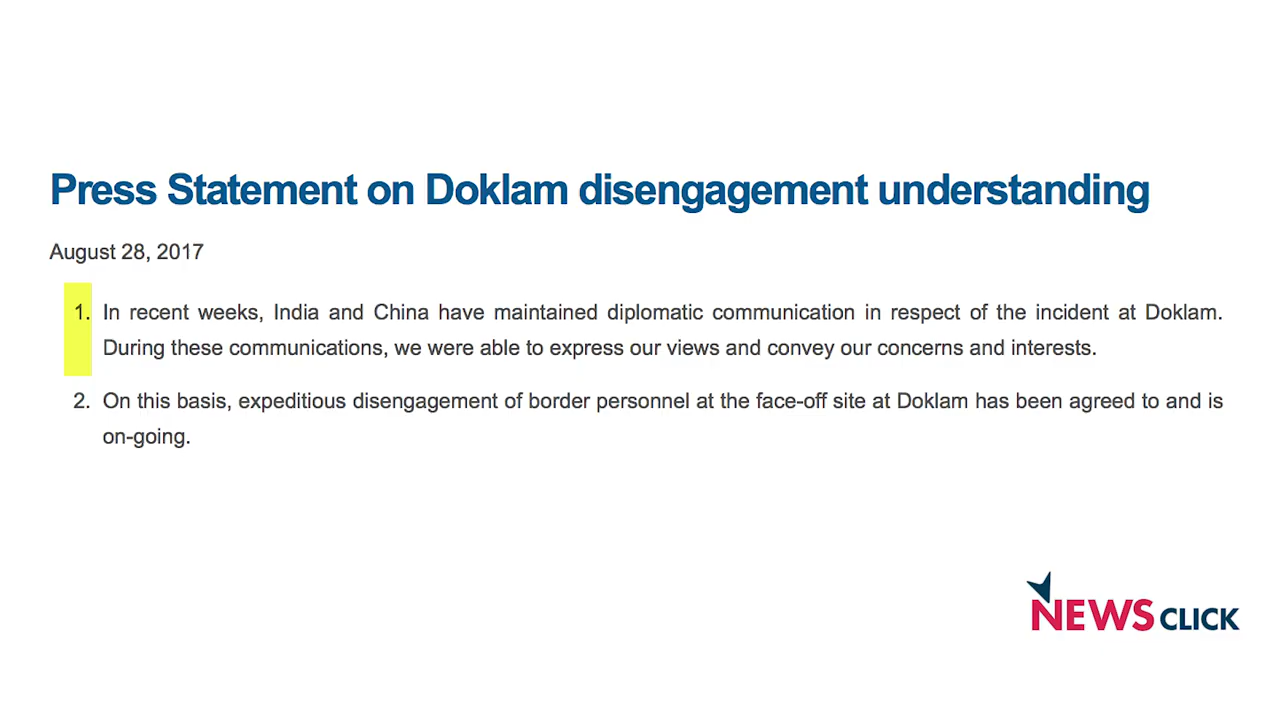 Press Statement on Doklam disengagement understanding
August 28, 2017
1. In recent weeks, India and China have maintained diplomatic communication in respect of the incident at Doklam.
During these communications, we were able to express our views and convey our concerns and interests.
2. On this basis, expeditious disengagement of border personnel at the face-off site at Doklam has been agreed to and is
on-going.
NEWS CLICK